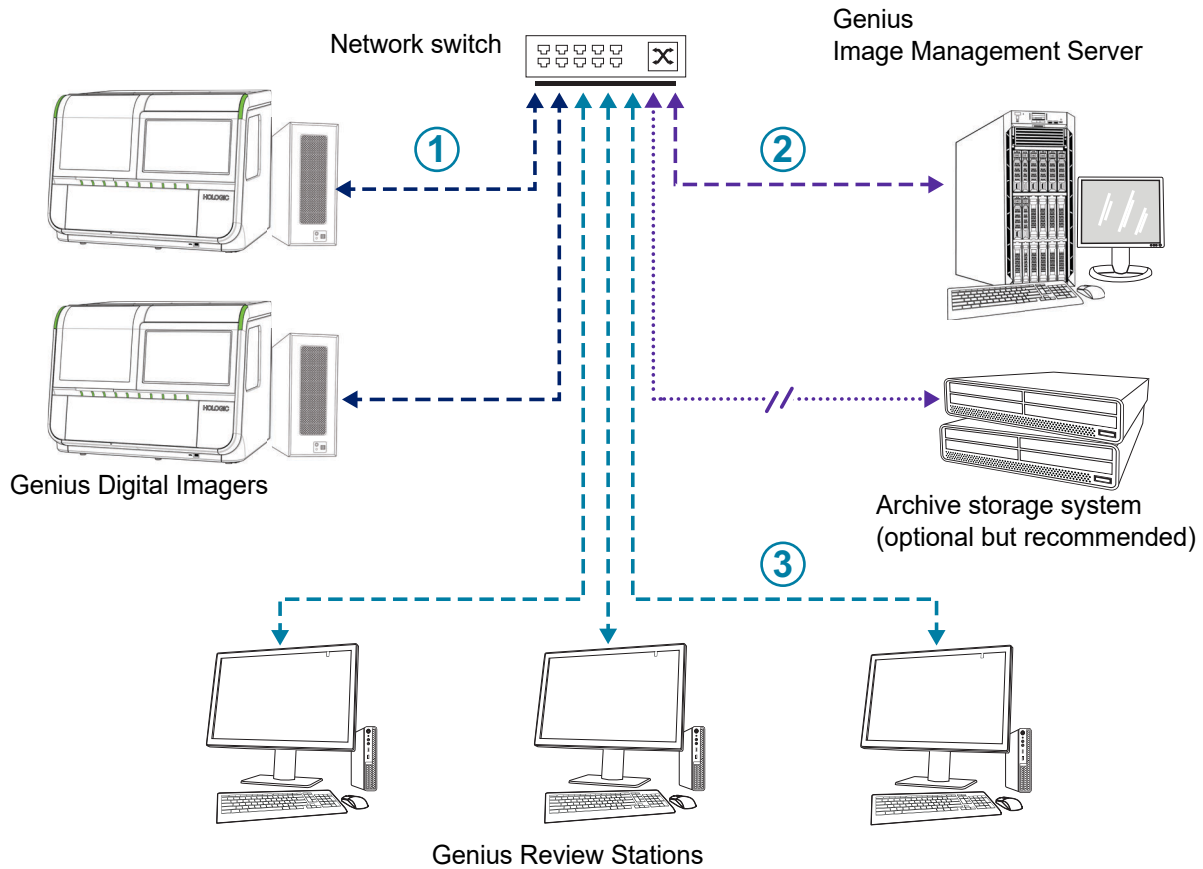 Genius
Image Management Server
Network switch
1
2
HOLOGIC
HOLOGIC
Genius Digital Imagers
Archive storage system
(optional but recommended)
3
Genius Review Stations